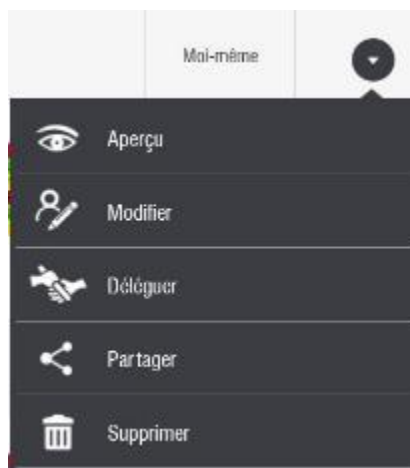 Moi-même
Aperçu
Modifier
Déléguer
Partager
Supprimer